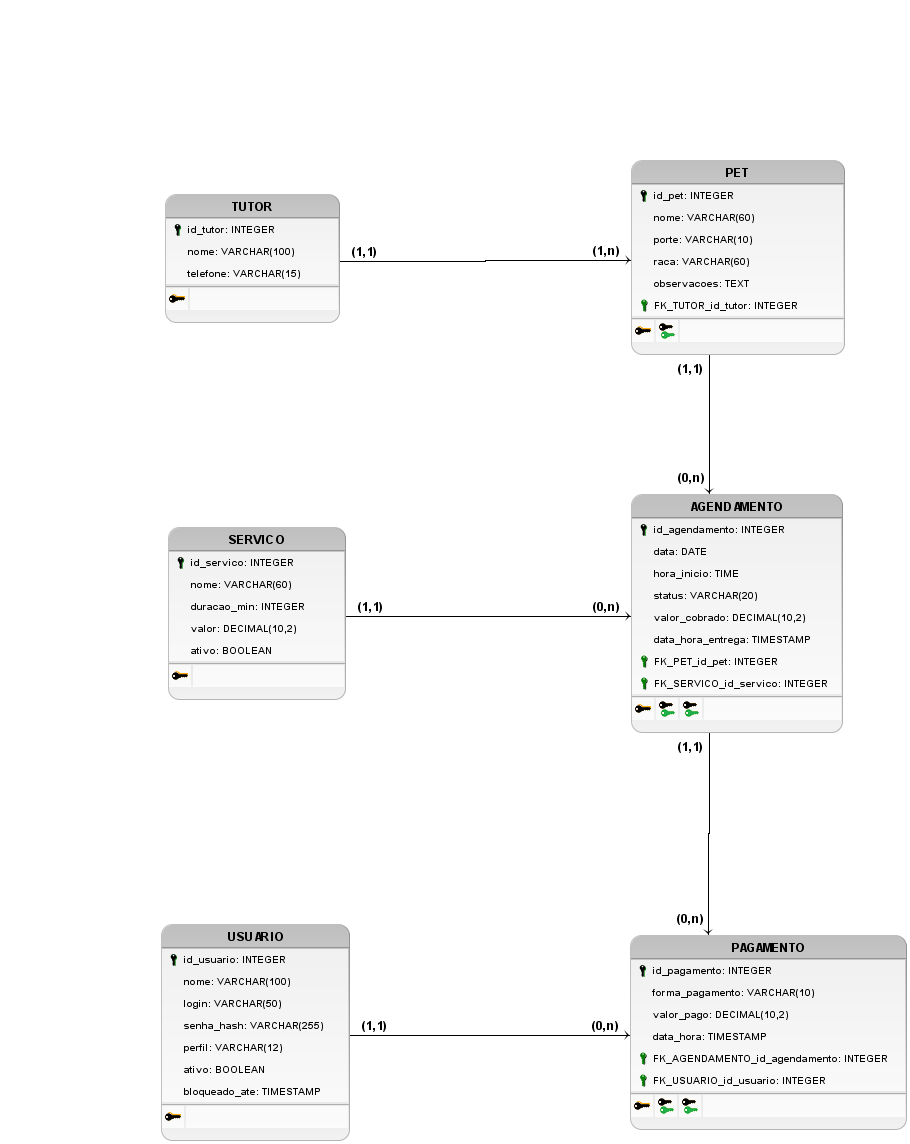 TUTOR
id_tutor: INTEGER
nome: VARCHAR(100)
telefone: VARCHAR(15)
(1,1)
(1,n)
PET
id_pet: INTEGER
nome: VARCHAR(60)
porte: VARCHAR(10)
raca: VARCHAR(60)
observacoes: TEXT
FK_TUTOR_id_tutor: INTEGER
(1,1)
(0,n)
SERVICO
id_servico: INTEGER
nome: VARCHAR(60)
duracao_min: INTEGER
valor: DECIMAL(10,2)
ativo: BOOLEAN
(1,1)
(0,n)
AGENDAMENTO
id_agendamento: INTEGER
data: DATE
hora_inicio: TIME
status: VARCHAR(20)
valor_cobrado: DECIMAL(10,2)
data_hora_entrega: TIMESTAMP
FK_PET_id_pet: INTEGER
FK_SERVICO_id_servico: INTEGER
(1,1)
(0,n)
USUARIO
id_usuario: INTEGER
nome: VARCHAR(100)
login: VARCHAR(50)
senha_hash: VARCHAR(255)
perfil: VARCHAR(12)
ativo: BOOLEAN
bloqueado_ate: TIMESTAMP
(1,1)
(0,n)
PAGAMENTO
id_pagamento: INTEGER
forma_pagamento: VARCHAR(10)
valor_pago: DECIMAL(10,2)
data_hora: TIMESTAMP
FK_AGENDAMENTO_id_agendamento: INTEGER
FK_USUARIO_id_usuario: INTEGER